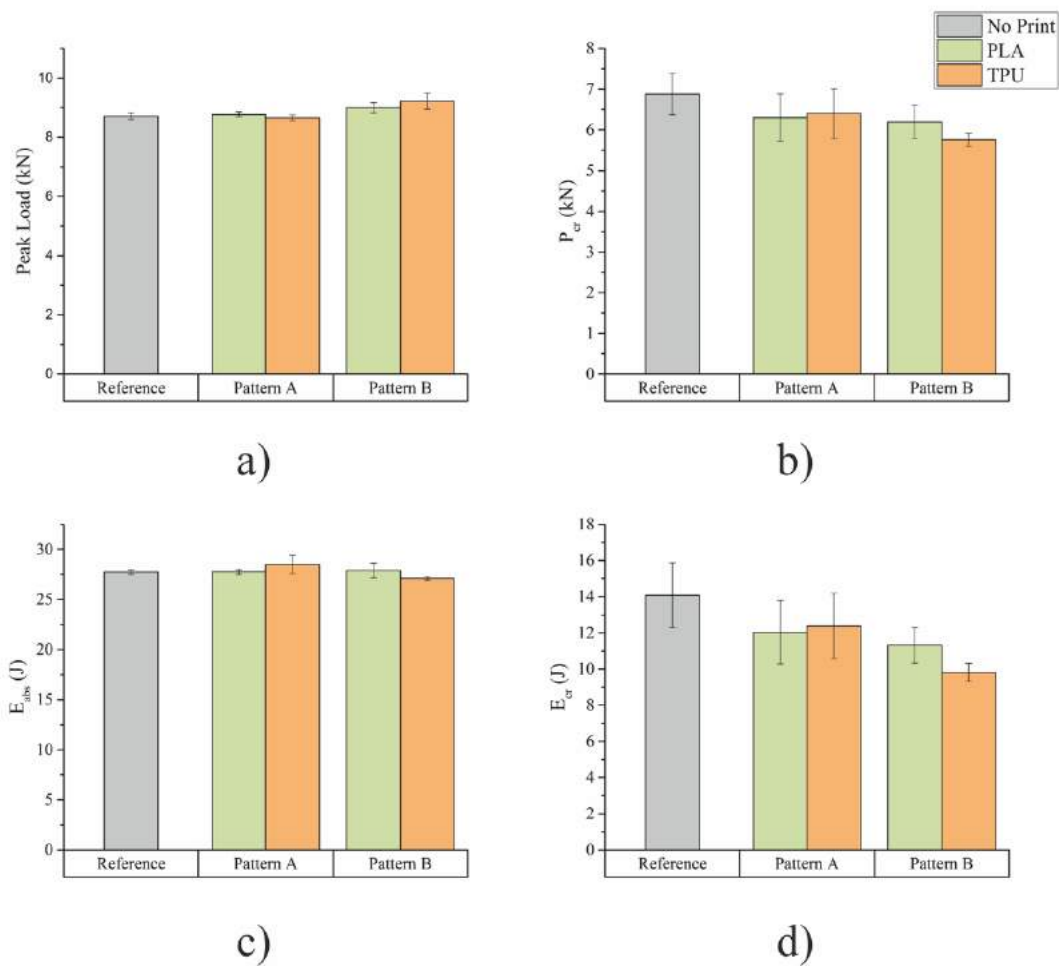 No Print
PLA
TPU
Peak Load (kN)
10
8
6
4
2
0
Reference Pattern A Pattern B
a)
P_cr (kN)
8
7
6
5
4
3
2
1
0
Reference Pattern A Pattern B
b)
E_abs (J)
30
25
20
15
10
5
0
Reference Pattern A Pattern B
c)
E_cr (J)
18
16
14
12
10
8
6
4
2
0
Reference Pattern A Pattern B
d)